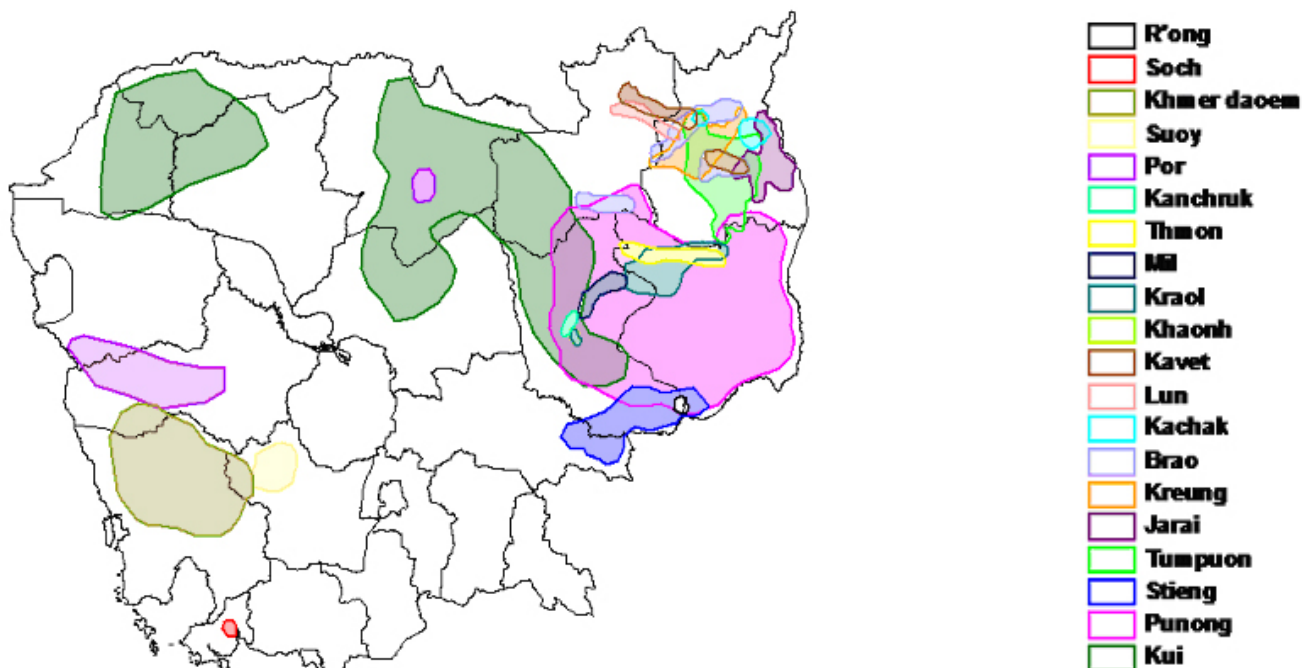 R'ong
Soch
Khmer daoem
Suoy
Por
Kanchruk
Thmon
Mil
Kraol
Khaonh
Kavet
Lun
Kachak
Brao
Kreung
Jarai
Tumpuon
Stieng
Punong
Kui